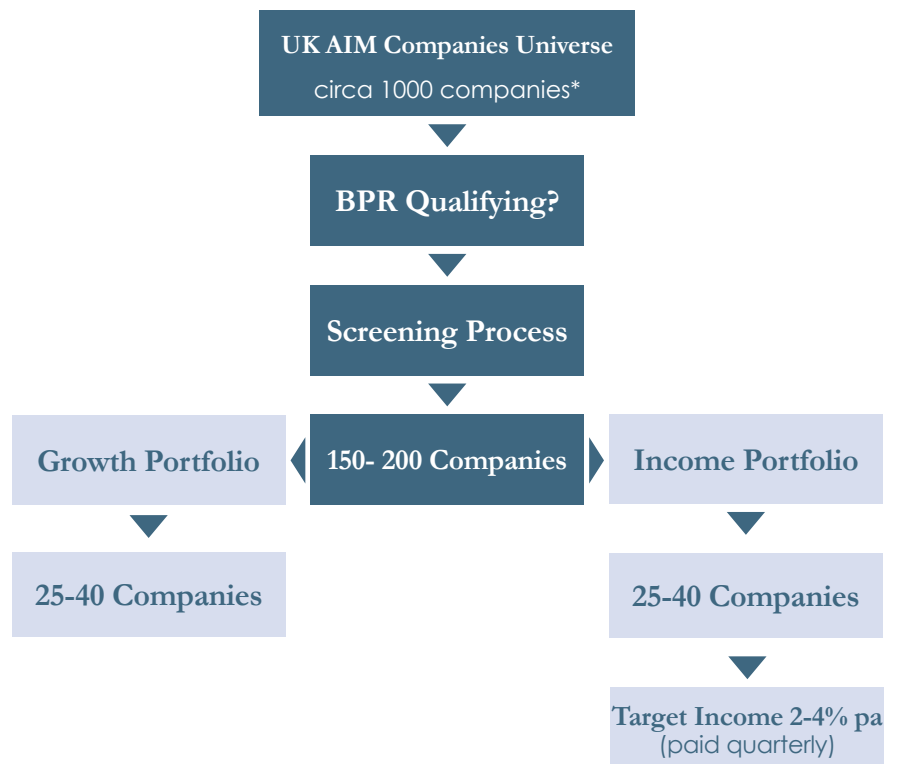 UK AIM Companies Universe
circa 1000 companies*
BPR Qualifying?
Screening Process
Growth Portfolio
150- 200 Companies
Income Portfolio
25-40 Companies
25-40 Companies
Target Income 2-4% pa
(paid quarterly)